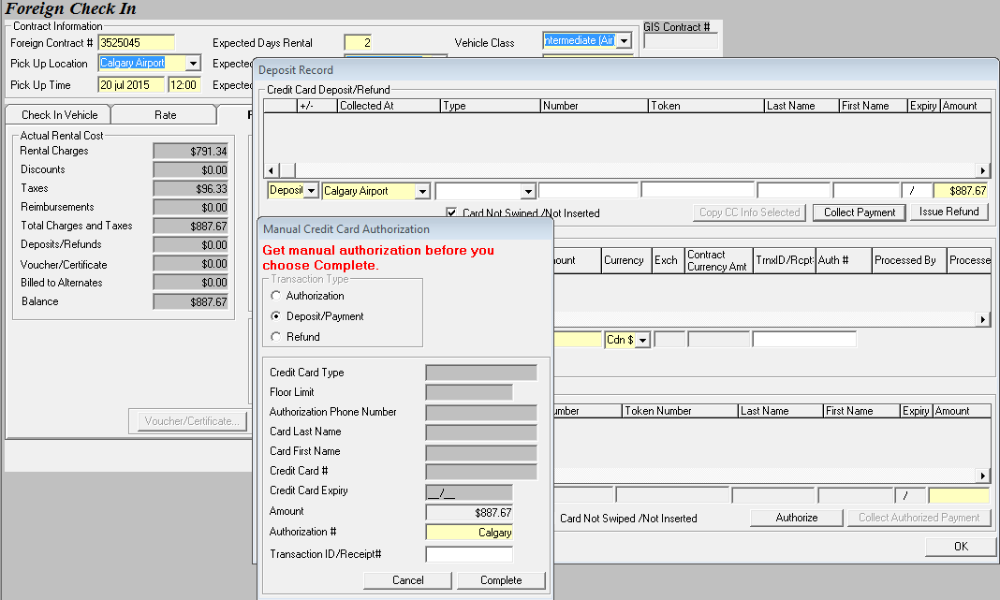 Foreign Check In
Contract Information
GIS Contract #
Foreign Contract # 3525045 Expected Days Rental 2 Vehicle Class ntermediate (Air)
Pick Up Location Calgary Airport Expected
Pick Up Time 20 jul 2015 12:00 Expected
Check In Vehicle Rate
Actual Rental Cost
Rental Charges $791.34
Discounts $0.00
Taxes $96.33
Reimbursements $0.00
Total Charges and Taxes $887.67
Deposits/Refunds $0.00
Voucher/Certificate $0.00
Billed to Alternates $0.00
Balance $887.67
Voucher/Certificate...
Deposit Record
Credit Card Deposit/Refund
+/- Collected At Type Number Token Last Name First Name Expiry Amount
Deposit Calgary Airport / $887.67
Card Not Swiped /Not Inserted Copy CC Info Selected Collect Payment Issue Refund
ount Currency Exch Contract Currency Amt TrnxID/Rcpt: Auth # Processed By Processe
Cdn $
umber Token Number Last Name First Name Expiry Amount
/
Card Not Swiped /Not Inserted Authorize Collect Authorized Payment
OK
Manual Credit Card Authorization
Get manual authorization before you
choose Complete.
Transaction Type
Authorization
Deposit/Payment
Refund
Credit Card Type
Floor Limit
Authorization Phone Number
Card Last Name
Card First Name
Credit Card #
Credit Card Expiry __/__
Amount $887.67
Authorization # Calgary
Transaction ID/Receipt#
Cancel Complete